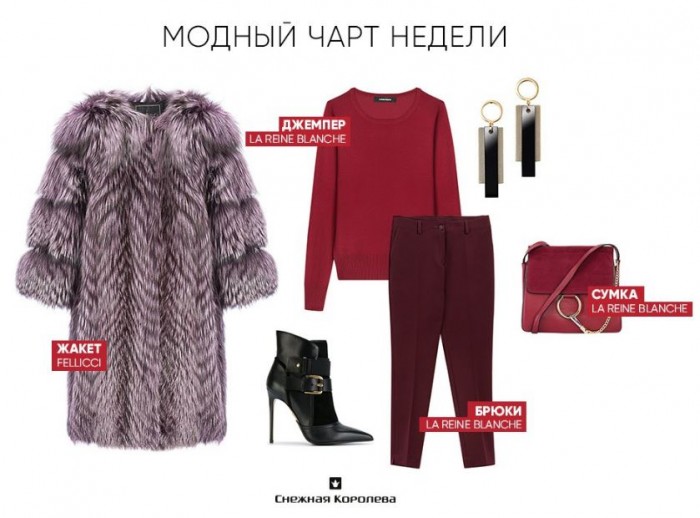 МОДНЫЙ ЧАРТ НЕДЕЛИ
ДЖЕМПЕР
LA REINE BLANCHE
СУМКА
LA REINE BLANCHE
ЖАКЕТ
FELLICCI
БРЮКИ
LA REINE BLANCHE
Снежная Королева